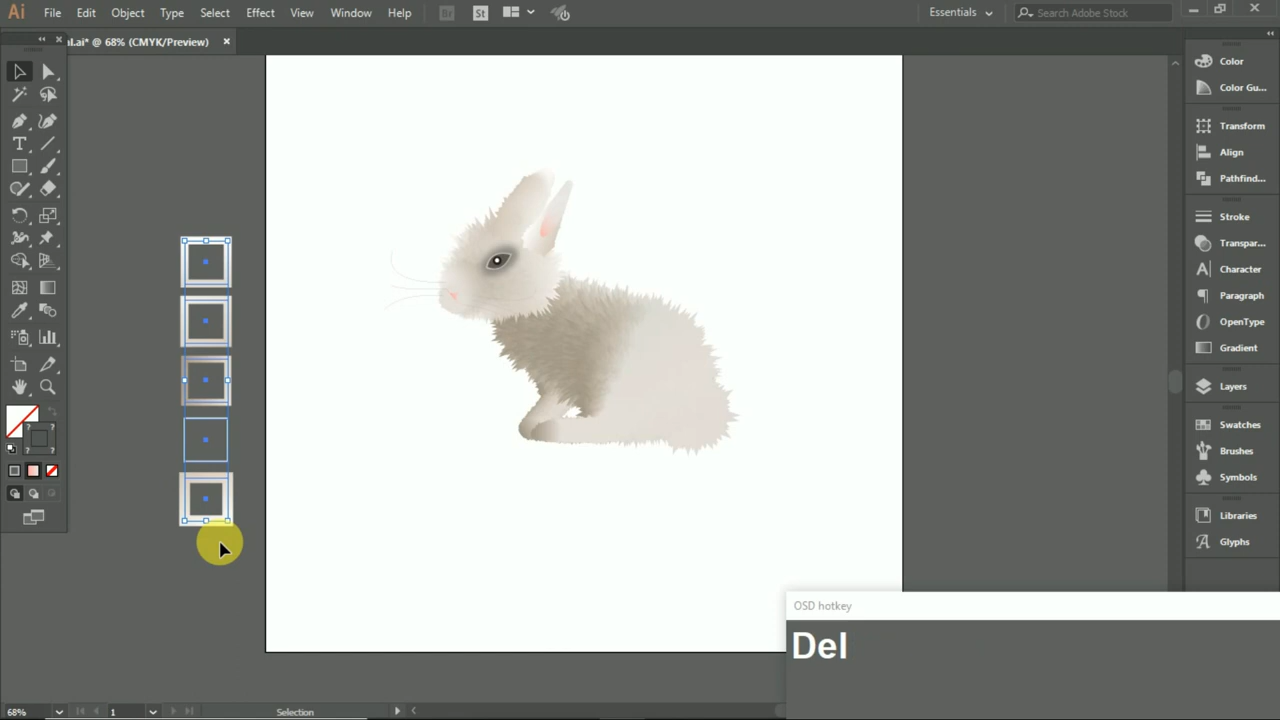 Ai File Edit Object Type Select Effect View Window Help Br St Essentials Search Adobe Stock
al.ai* @ 68% (CMYK/Preview)
Color
Color Gu...
Transform
Align
Pathfind...
Stroke
Transpar...
Character
Paragraph
OpenType
Gradient
Layers
Swatches
Brushes
Symbols
Libraries
Glyphs
OSD hotkey
Del
68% 1 Selection